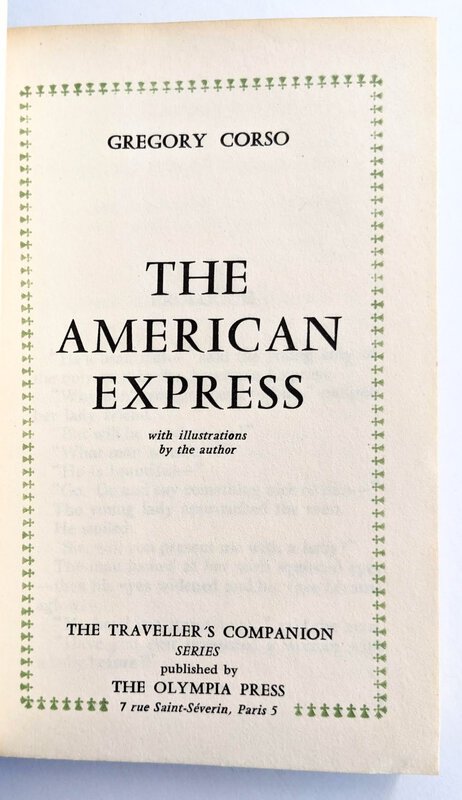 GREGORY CORSO
THE
AMERICAN
EXPRESS
with illustrations
by the author
THE TRAVELLER'S COMPANION
SERIES
published by
THE OLYMPIA PRESS
7 rue Saint-Séverin, Paris 5